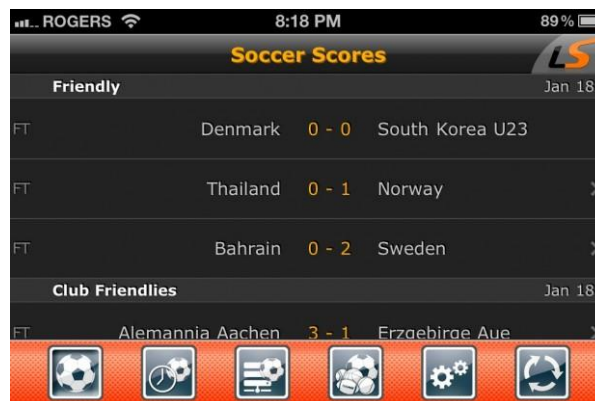 ROGERS 8:18 PM 89%
Soccer Scores LS
Friendly Jan 18
FT Denmark 0 - 0 South Korea U23
FT Thailand 0 - 1 Norway
FT Bahrain 0 - 2 Sweden
Club Friendlies Jan 18
FT Alemannia Aachen 3 - 1 Erzgebirge Aue